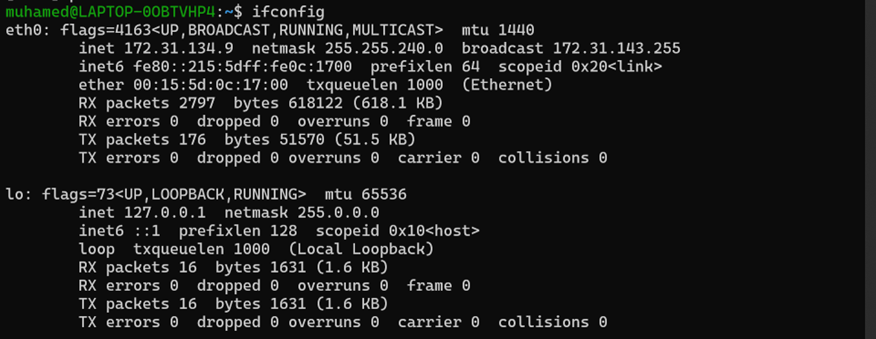 muhamed@LAPTOP-0OBTVHP4:~$ ifconfig
eth0: flags=4163<UP,BROADCAST,RUNNING,MULTICAST>  mtu 1440
        inet 172.31.134.9  netmask 255.255.240.0  broadcast 172.31.143.255
        inet6 fe80::215:5dff:fe0c:1700  prefixlen 64  scopeid 0x20<link>
        ether 00:15:5d:0c:17:00  txqueuelen 1000  (Ethernet)
        RX packets 2797  bytes 618122 (618.1 KB)
        RX errors 0  dropped 0  overruns 0  frame 0
        TX packets 176  bytes 51570 (51.5 KB)
        TX errors 0  dropped 0 overruns 0  carrier 0  collisions 0
lo: flags=73<UP,LOOPBACK,RUNNING>  mtu 65536
        inet 127.0.0.1  netmask 255.0.0.0
        inet6 ::1  prefixlen 128  scopeid 0x10<host>
        loop  txqueuelen 1000  (Local Loopback)
        RX packets 16  bytes 1631 (1.6 KB)
        RX errors 0  dropped 0  overruns 0  frame 0
        TX packets 16  bytes 1631 (1.6 KB)
        TX errors 0  dropped 0 overruns 0  carrier 0  collisions 0